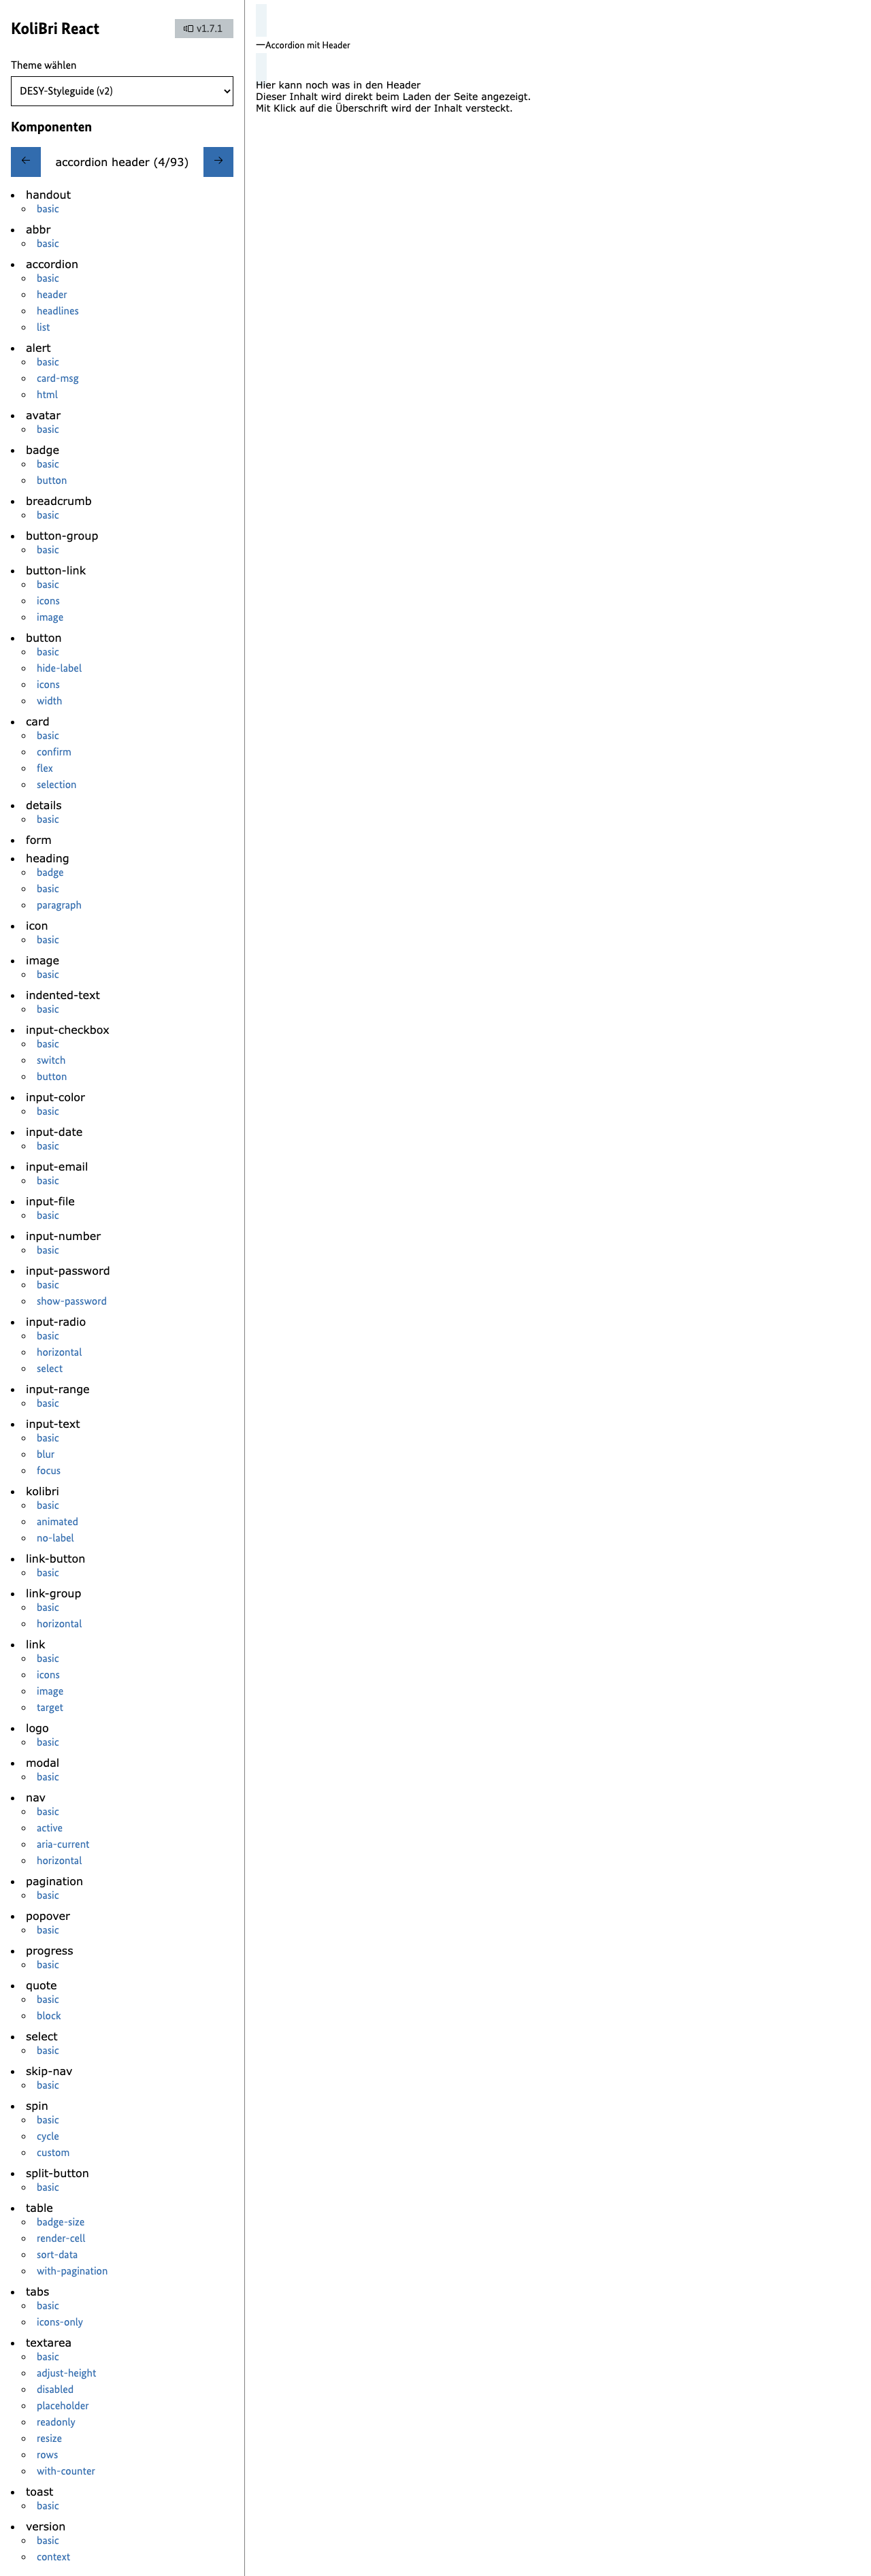 KoliBri React
v1.7.1
Theme wählen
DESY-Styleguide (v2)
Komponenten
← accordion header (4/93) →
handout
basic
abbr
basic
accordion
basic
header
headlines
list
alert
basic
card-msg
html
avatar
basic
badge
basic
button
breadcrumb
basic
button-group
basic
button-link
basic
icons
image
button
basic
hide-label
icons
width
card
basic
confirm
flex
selection
details
basic
form
heading
badge
basic
paragraph
icon
basic
image
basic
indented-text
basic
input-checkbox
basic
switch
button
input-color
basic
input-date
basic
input-email
basic
input-file
basic
input-number
basic
input-password
basic
show-password
input-radio
basic
horizontal
select
input-range
basic
input-text
basic
blur
focus
kolibri
basic
animated
no-label
link-button
basic
link-group
basic
horizontal
link
basic
icons
image
target
logo
basic
modal
basic
nav
basic
active
aria-current
horizontal
pagination
basic
popover
basic
progress
basic
quote
basic
block
select
basic
skip-nav
basic
spin
basic
cycle
custom
split-button
basic
table
badge-size
render-cell
sort-data
with-pagination
tabs
basic
icons-only
textarea
basic
adjust-height
disabled
placeholder
readonly
resize
rows
with-counter
toast
basic
version
basic
context
—Accordion mit Header
Hier kann noch was in den Header
Dieser Inhalt wird direkt beim Laden der Seite angezeigt.
Mit Klick auf die Überschrift wird der Inhalt versteckt.